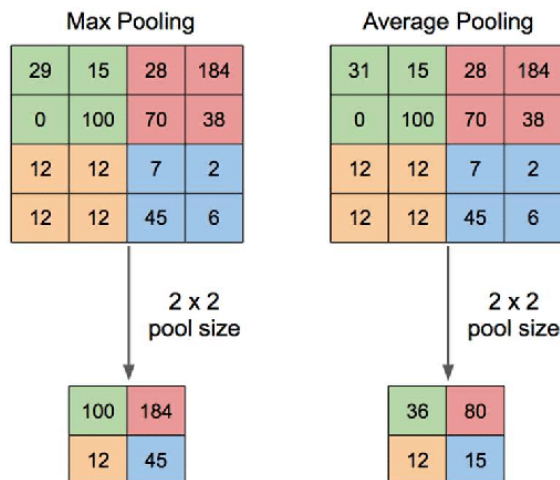 Max Pooling
29 15 28 184
0 100 70 38
12 12 7 2
12 12 45 6
2 x 2
pool size
100 184
12 45
Average Pooling
31 15 28 184
0 100 70 38
12 12 7 2
12 12 45 6
2 x 2
pool size
36 80
12 15